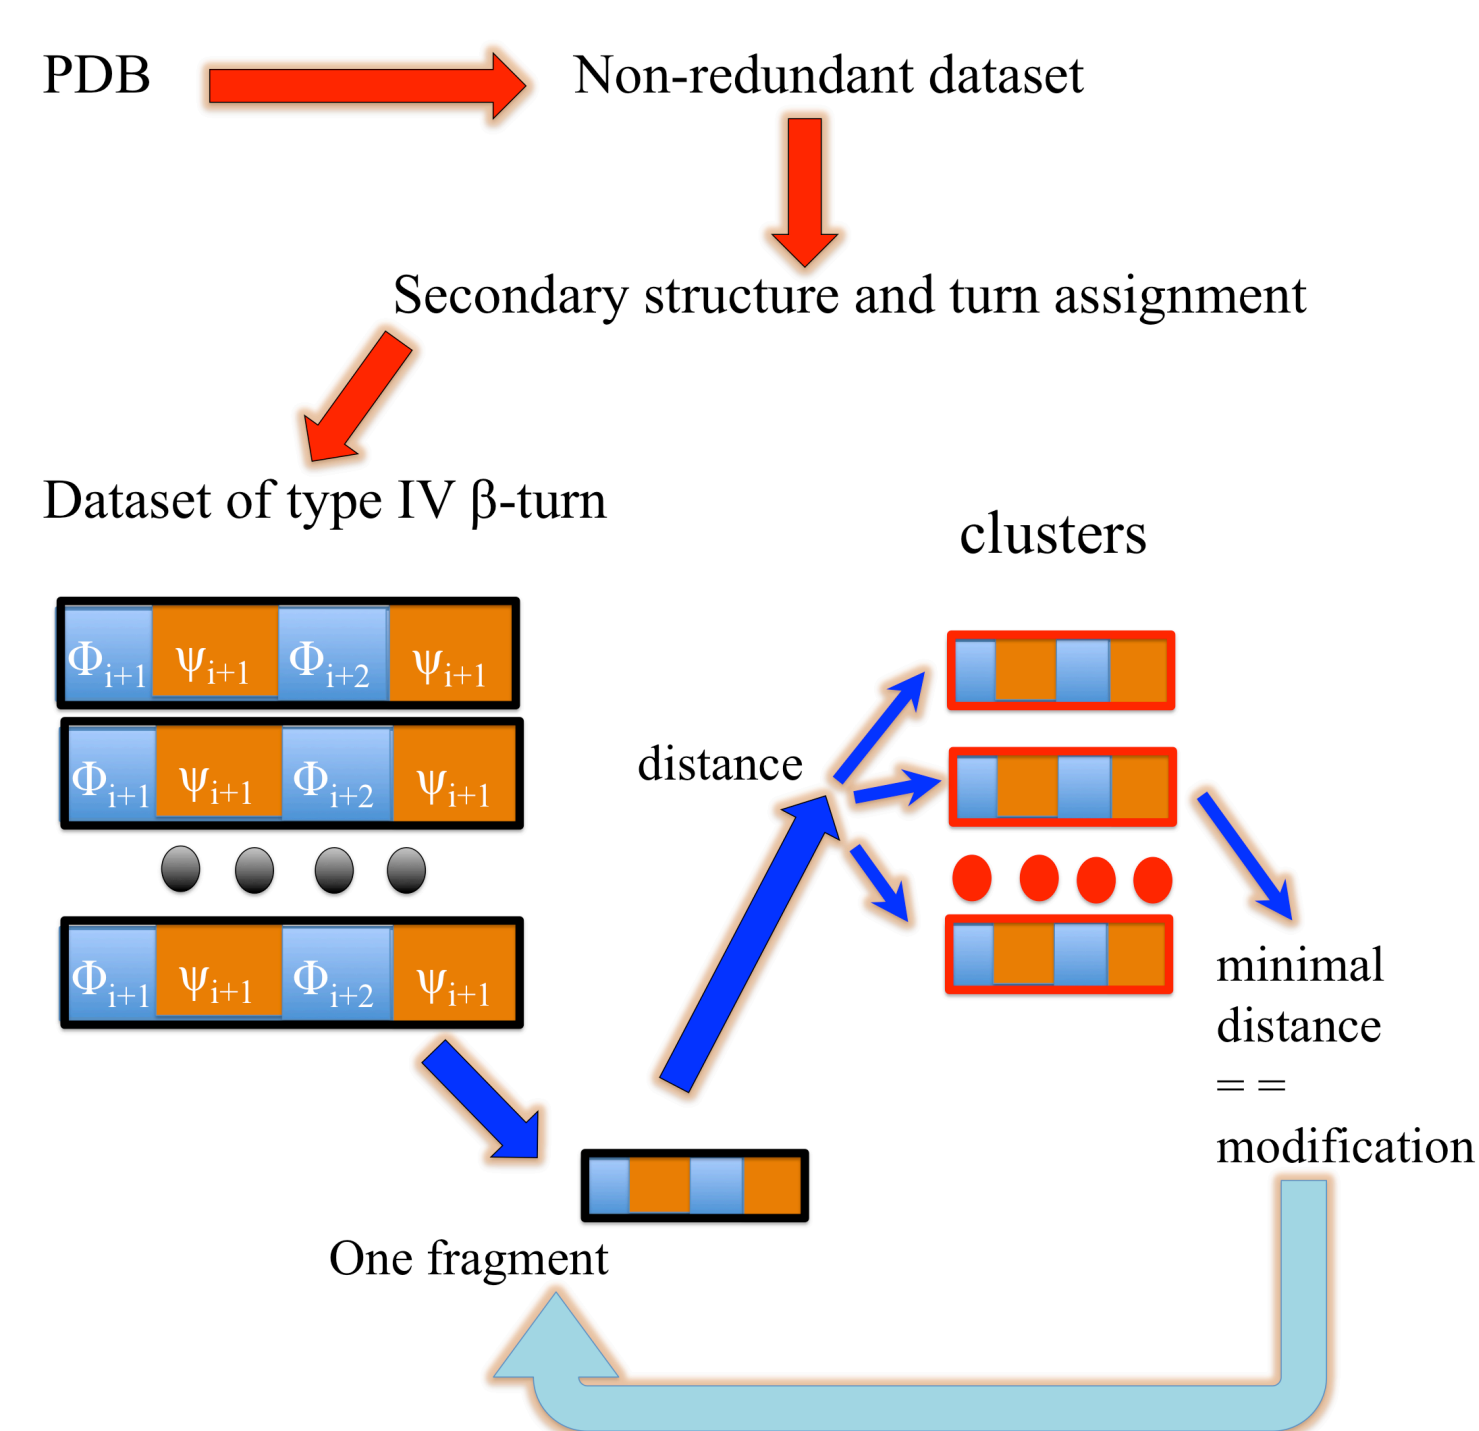 PDB
Non-redundant dataset
Secondary structure and turn assignment
Dataset of type IV β-turn
clusters
Φi+1 ψi+1 Φi+2 ψi+1
Φi+1 ψi+1 Φi+2 ψi+1
distance
Φi+1 ψi+1 Φi+2 ψi+1
minimal
distance
= =
modification
One fragment